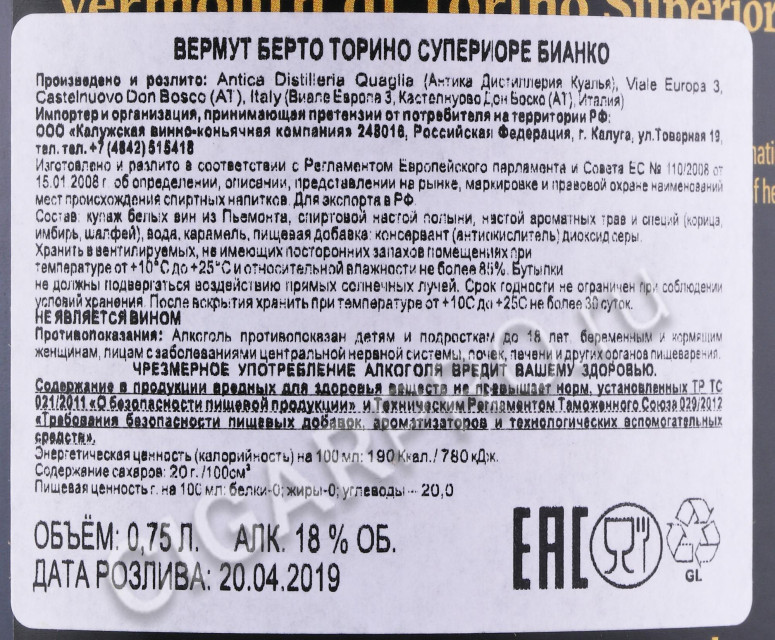 Vermouth di Torino Superior
ВЕРМУТ БЕРТО ТОРИНО СУПЕРИОРЕ БИАНКО
Произведено и розлито: Antica Distilleria Quaglia (Антика Дистиллерия Куалья), Viale Europa 3,
Castelnuovo Don Bosco (AT), Italy (Виале Европа 3, Кастелнуово Дон Боско (АТ), Италия)
Импортер и организация, принимающая претензии от потребителя на территории РФ:
ООО «Калужская винно-коньячная компания» 248016, Российская Федерация, г. Калуга, ул.Товарная 19,
тел. тел. +7 (4842) 515418
Изготовлено и разлито в соответствии с Регламентом Европейского парламента и Совета ЕС № 110/2008 от
15.01 2008 г. об определении, описании, представлении на рынке, маркировке и правовой охране наименований
мест происхождения спиртных напитков. Для экспорта в РФ.
Состав: купаж белых вин из Пьемонта, спиртовой настой полыни, настой ароматных трав и специй (корица,
имбирь, шалфей), вода, карамель, пищевая добавка: консервант (антиокислитель) диоксид серы.
Хранить в вентилируемых, не имеющих посторонних запахов помещениях при
температуре от +10°С до +25°С и относительной влажности не более 85%. Бутылки
не должны подвергаться воздействию прямых солнечных лучей. Срок годности не ограничен при соблюдении
условий хранения. После вскрытия хранить при температуре от +10С до +25С не более 30 суток.
НЕ ЯВЛЯЕТСЯ ВИНОМ
Противопоказания: Алкоголь противопоказан детям и подросткам до 18 лет, беременным и кормящим
женщинам, лицам с заболеваниями центральной нервной системы, почек, печени и других органов пищеварения.
ЧРЕЗМЕРНОЕ УПОТРЕБЛЕНИЕ АЛКОГОЛЯ ВРЕДИТ ВАШЕМУ ЗДОРОВЬЮ.
Содержание в продукции вредных для здоровья веществ не превышает норм, установленных ТР ТС
021/2011 «О безопасности пищевой продукции» и Техническим Регламентом Таможенного Союза 029/2012
«Требования безопасности пищевых добавок, ароматизаторов и технологических вспомогательных
средств».
Энергетическая ценность (калорийность) на 100 мл: 190 Ккал./ 780 кДж.
Содержание сахаров: 20 г. /100см³
Пищевая ценность г. на 100 мл: белки-0; жиры-0; углеводы -- 20,0
ОБЪЁМ: 0,75 Л. АЛК. 18 % ОБ.
ДАТА РОЗЛИВА: 20.04.2019
EAC
GL
CIGARPRO.ru